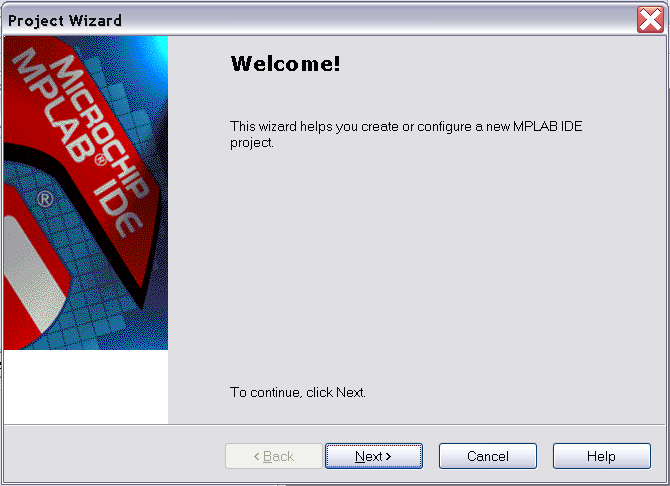 Project Wizard
MICROCHIP
MPLAB® IDE
®
Welcome!
This wizard helps you create or configure a new MPLAB IDE
project.
To continue, click Next.
< Back
Next >
Cancel
Help